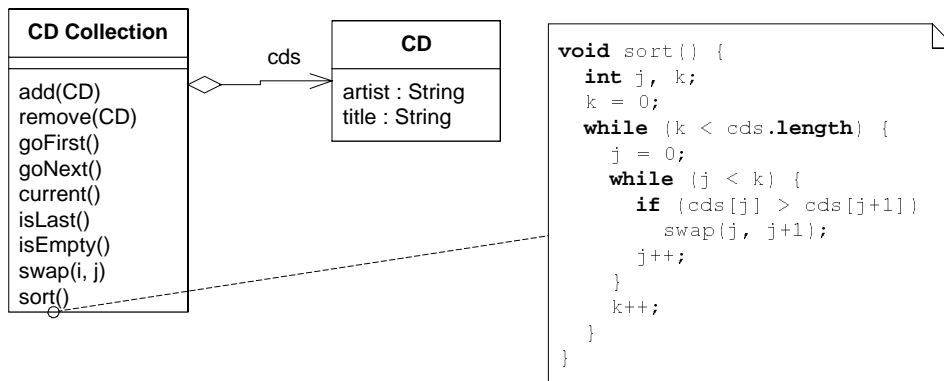 CD Collection
add(CD)
remove(CD)
goFirst()
goNext()
current()
isLast()
isEmpty()
swap(i, j)
sort()
cds
CD
artist : String
title : String
void sort() {
int j, k;
k = 0;
while (k < cds.length) {
j = 0;
while (j < k) {
if (cds[j] > cds[j+1])
swap(j, j+1);
j++;
}
k++;
}
}